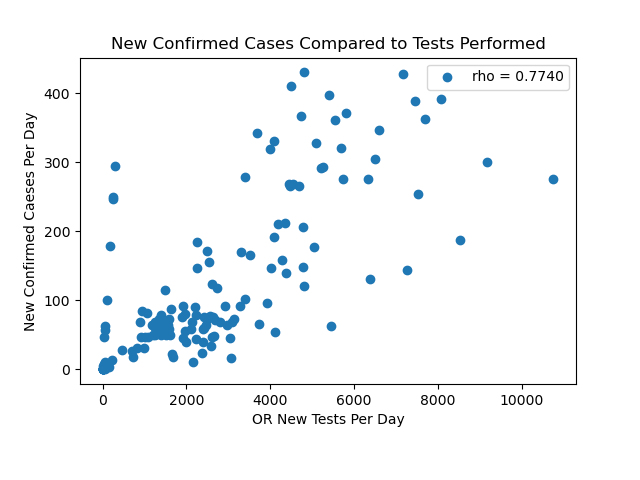 New Confirmed Cases Compared to Tests Performed
rho = 0.7740
400
300
200
100
0
New Confirmed Caeses Per Day
0 2000 4000 6000 8000 10000
OR New Tests Per Day